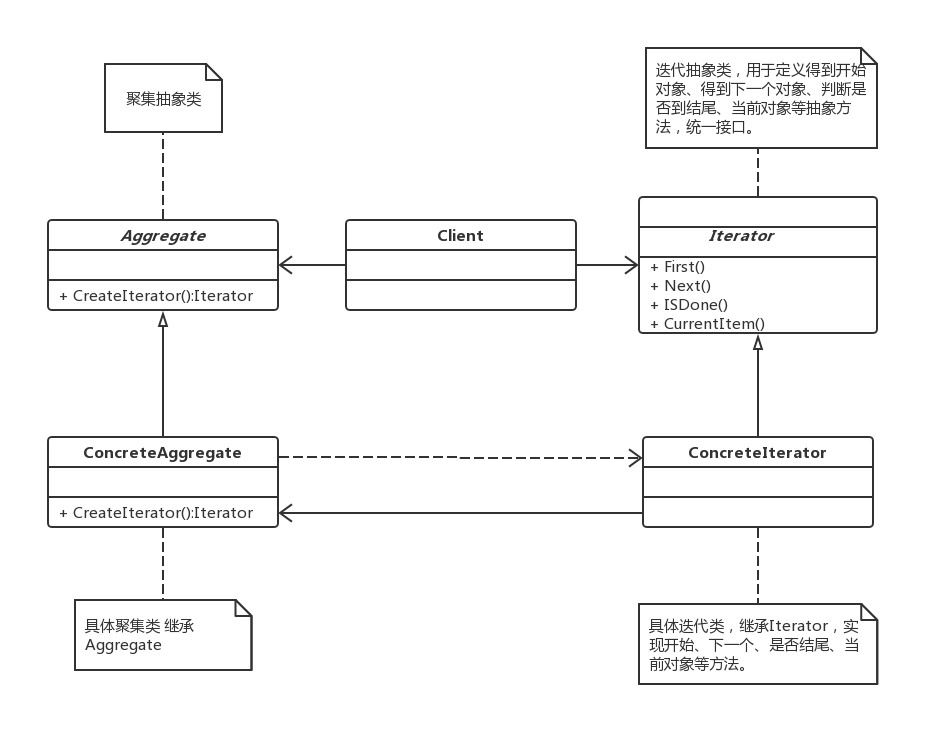 聚集抽象类
迭代抽象类，用于定义得到开始
对象、得到下一个对象、判断是
否到结尾、当前对象等抽象方
法，统一接口。
Aggregate
+ CreateIterator():Iterator
Client
Iterator
+ First()
+ Next()
+ ISDone()
+ CurrentItem()
ConcreteAggregate
+ CreateIterator():Iterator
ConcreteIterator
具体聚集类 继承
Aggregate
具体迭代类，继承Iterator，实
现开始、下一个、是否结尾、当
前对象等方法。